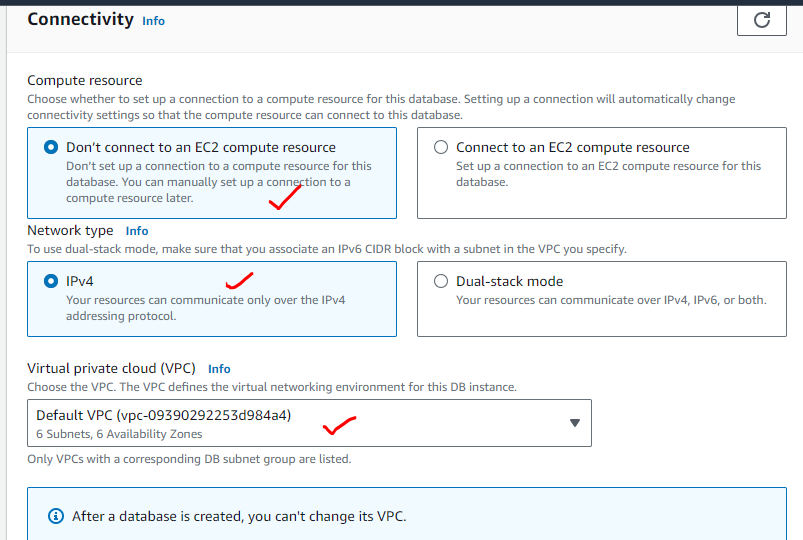 Connectivity Info
Compute resource
Choose whether to set up a connection to a compute resource for this database. Setting up a connection will automatically change
connectivity settings so that the compute resource can connect to this database.
Don't connect to an EC2 compute resource
Don't set up a connection to a compute resource for this
database. You can manually set up a connection to a
compute resource later.
Connect to an EC2 compute resource
Set up a connection to an EC2 compute resource for this
database.
Network type Info
To use dual-stack mode, make sure that you associate an IPv6 CIDR block with a subnet in the VPC you specify.
IPv4
Your resources can communicate only over the IPv4
addressing protocol.
Dual-stack mode
Your resources can communicate over IPv4, IPv6, or both.
Virtual private cloud (VPC) Info
Choose the VPC. The VPC defines the virtual networking environment for this DB instance.
Default VPC (vpc-09390292253d984a4)
6 Subnets, 6 Availability Zones
Only VPCs with a corresponding DB subnet group are listed.
After a database is created, you can't change its VPC.